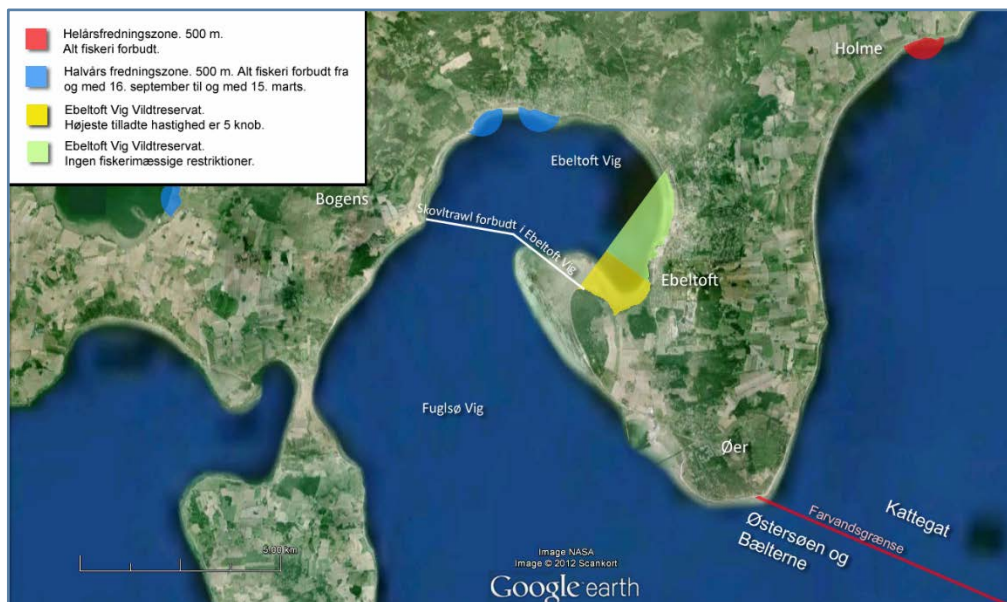 Helårsfredningszone. 500 m.
Alt fiskeri forbudt.
Halvårs fredningszone. 500 m. Alt fiskeri forbudt fra
og med 16. september til og med 15. marts.
Ebeltoft Vig Vildtreservat.
Højeste tilladte hastighed er 5 knob.
Ebeltoft Vig Vildtreservat.
Ingen fiskerimæssige restriktioner.
Holme
Ebeltoft Vig
Bogens
Skovltrawl forbudt i Ebeltoft Vig
Ebeltoft
Fuglsø Vig
Øer
Kattegat
Farvandsgrænse
Østersøen og
Bælterne
5.00 km
Image NASA
Image © 2012 Scankort
Google earth